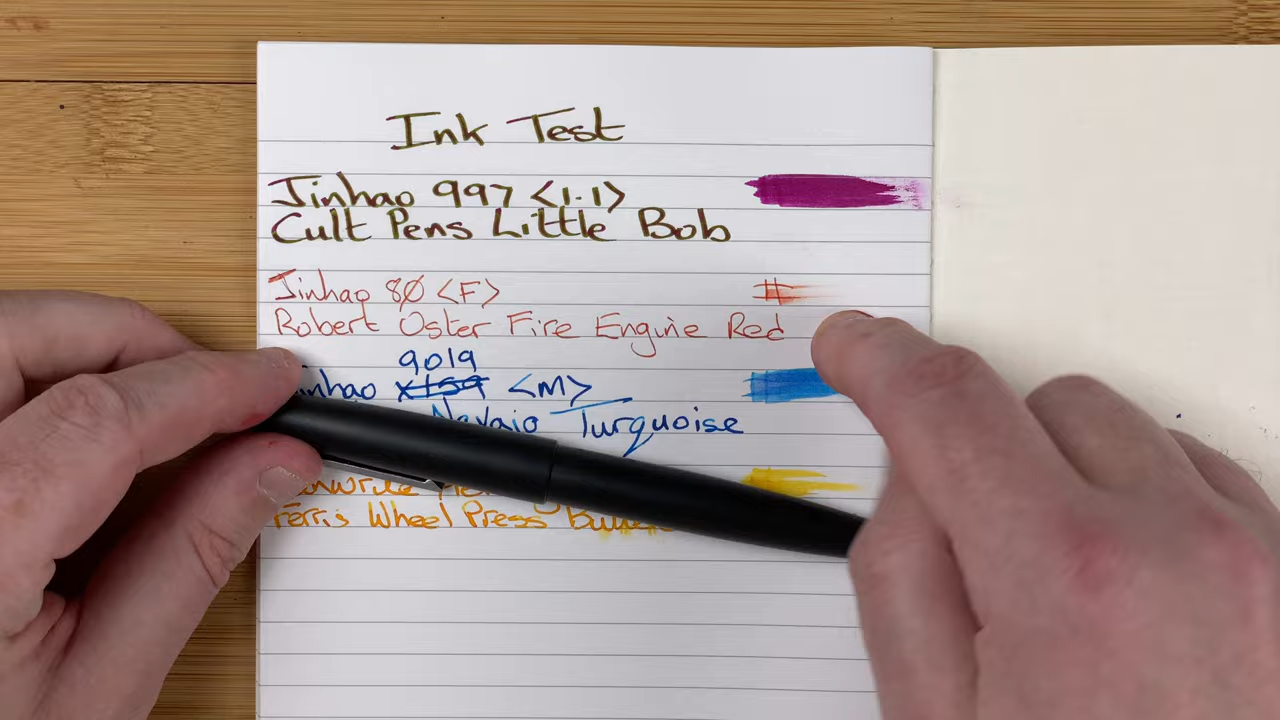 Ink Test
Jinhao 997 <1.1>
Cult Pens Little Bob
Jinhao 80 <F>
Robert Oster Fire Engine Red
9019
<M>
Navajo Turquoise
Ferris Wheel Press